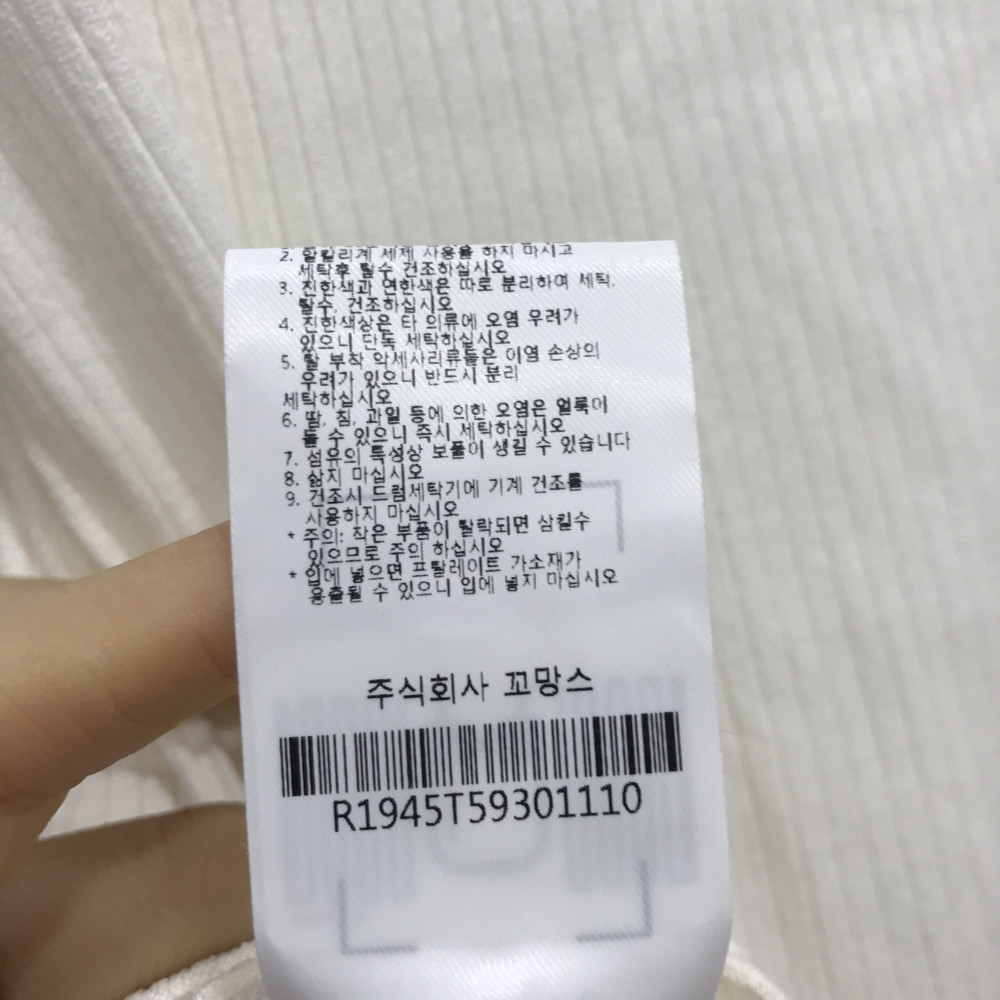 2. 알칼리계 세제 사용을 하지 마시고
세탁후 탈수 건조하십시오
3. 진한색과 연한색은 따로 분리하여 세탁.
탈수. 건조하십시오
4. 진한색상은 타 의류에 오염 우려가
있으니 단독 세탁하십시오
5. 탈 부착 악세사리류들은 이염 손상의
우려가 있으니 반드시 분리
세탁하십시오
6. 땀, 침, 과일 등에 의한 오염은 얼룩이
될 수 있으니 즉시 세탁하십시오
7. 섬유의 특성상 보풀이 생길 수 있습니다
8. 삶지 마십시오
9. 건조시 드럼세탁기에 기계 건조를
사용하지 마십시오
* 주의: 작은 부품이 탈락되면 삼킬수
있으므로 주의 하십시오
* 입에 넣으면 프탈레이트 가소재가
용출될 수 있으니 입에 넣지 마십시오
주식회사 꼬망스
R1945T59301110